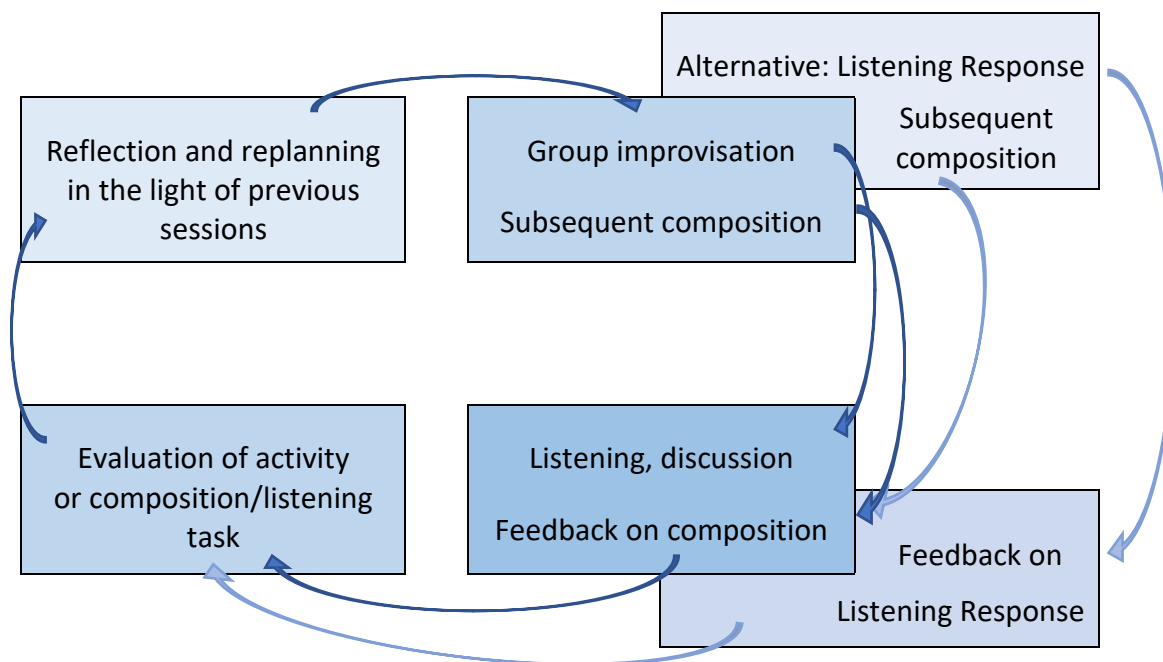 Alternative: Listening Response
Subsequent
composition
Reflection and replanning
in the light of previous
sessions
Group improvisation
Subsequent composition
Evaluation of activity
or composition/listening
task
Listening, discussion
Feedback on composition
Feedback on
Listening Response